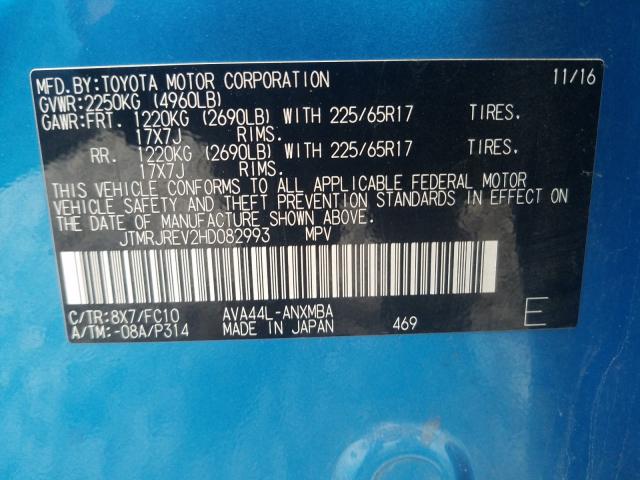 MFD.BY:TOYOTA MOTOR CORPORATION 11/16
GVWR:2250KG (4960LB)
GAWR:FRT. 1220KG (2690LB) WITH 225/65R17 TIRES.
17X7J RIMS.
RR. 1220KG (2690LB) WITH 225/65R17 TIRES.
17X7J RIMS.
THIS VEHICLE CONFORMS TO ALL APPLICABLE FEDERAL MOTOR
VEHICLE SAFETY AND THEFT PREVENTION STANDARDS IN EFFECT ON
THE DATE OF MANUFACTURE SHOWN ABOVE.
JTMRJREV2HD082993 MPV
C/TR:8X7/FC10 AVA44L-ANXMBA
A/TM:-08A/P314 MADE IN JAPAN 469 E